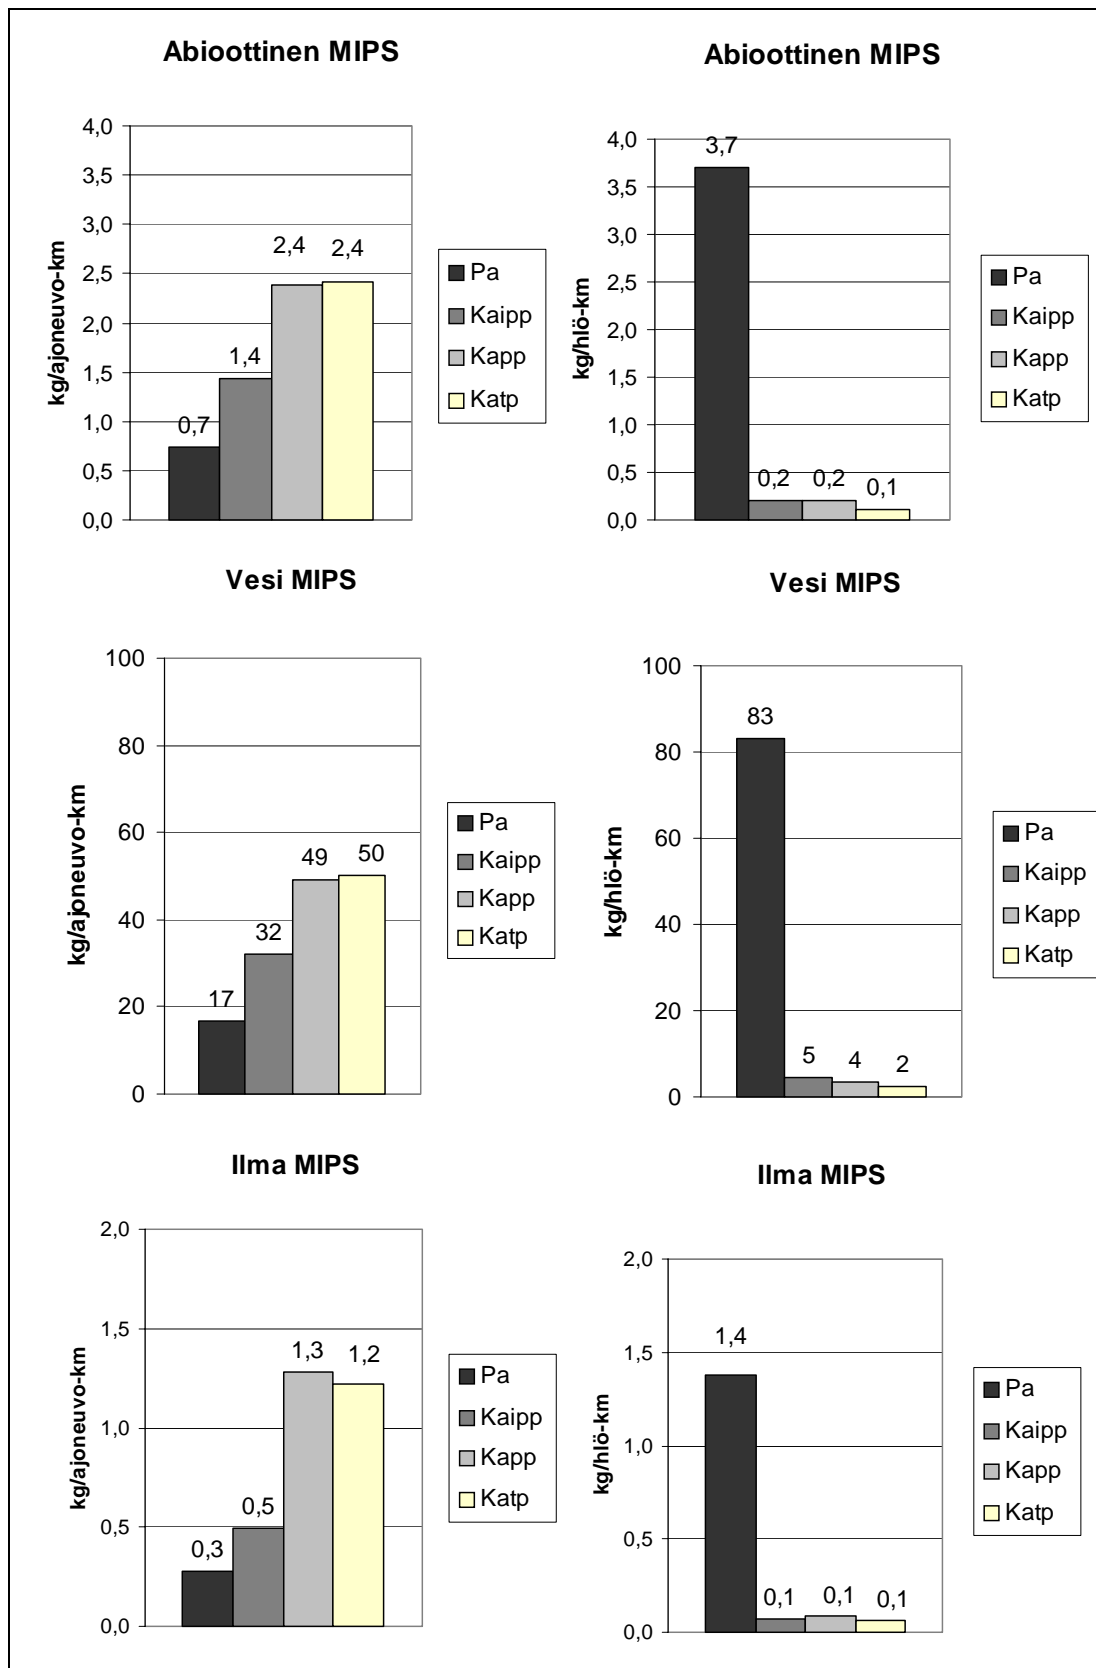 Abioottinen MIPS
kg/ajoneuvo-km
4,0
3,5
3,0
2,5
2,0
1,5
1,0
0,5
0,0
0,7
1,4
2,4
2,4
Pa
Kaipp
Kapp
Katp
Abioottinen MIPS
kg/hlö-km
4,0
3,5
3,0
2,5
2,0
1,5
1,0
0,5
0,0
3,7
0,2
0,2
0,1
Pa
Kaipp
Kapp
Katp
Vesi MIPS
kg/ajoneuvo-km
100
80
60
40
20
0
17
32
49
50
Pa
Kaipp
Kapp
Katp
Vesi MIPS
kg/hlö-km
100
80
60
40
20
0
83
5
4
2
Pa
Kaipp
Kapp
Katp
Ilma MIPS
kg/ajoneuvo-km
2,0
1,5
1,0
0,5
0,0
0,3
0,5
1,3
1,2
Pa
Kaipp
Kapp
Katp
Ilma MIPS
kg/hlö-km
2,0
1,5
1,0
0,5
0,0
1,4
0,1
0,1
0,1
Pa
Kaipp
Kapp
Katp